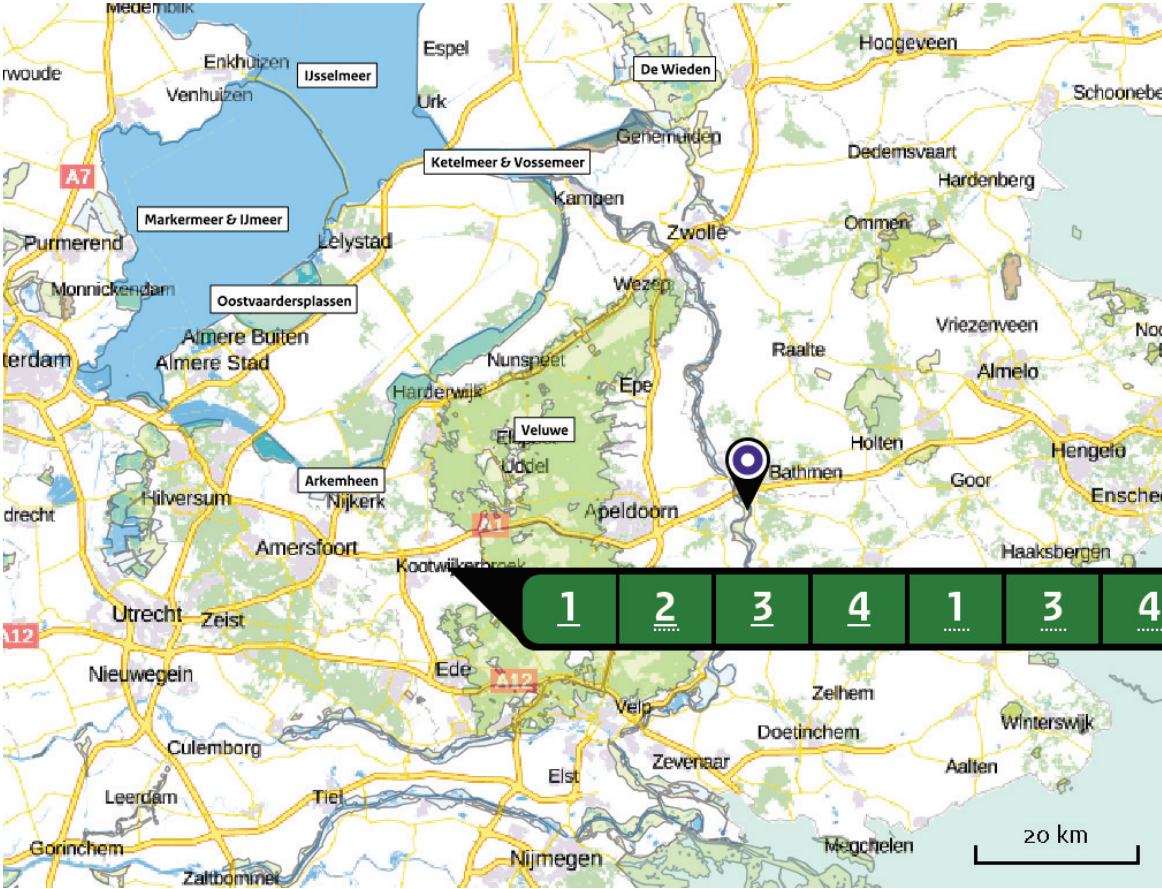 Medemblik
Espel
Hoogeveen
Enkhuizen
rwoude
IJsselmeer
De Wieden
Venhuizen
Urk
Schoonebe
Genemuiden
Ketelmeer & Vossemeer
Dedemsvaart
A7
Hardenberg
Kampen
Markermeer & IJmeer
Ommen
Purmerend
Lelystad
Zwolle
Monnickendam
Wezep
Oostvaardersplassen
Vriezenveen
Noo
Almere Buiten
Raalte
terdam
Almere Stad
Nunspeet
Almelo
Harderwijk
Epe
Veluwe
Holten
Hengelo
Uddel
Bathmen
Arkemheen
Goor
Hilversum
Nijkerk
Ensche
drecht
A1
Apeldoorn
Amersfoort
Haaksbergen
Kootwijkerbroek
1 2 3 4 1 3 4
Utrecht
Zeist
A12
Ede
Nieuwegein
A12
Zelhem
Velp
Winterswijk
Doetinchem
Culemborg
Zevenaar
Aalten
Elst
Leerdam
Tiel
20 km
Gorinchem
Megchelen
Nijmegen
Zaltbommel